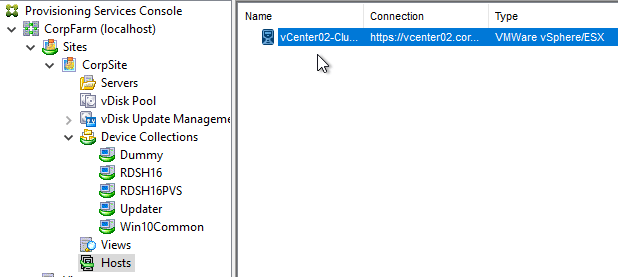 Provisioning Services Console
CorpFarm (localhost)
Sites
CorpSite
Servers
vDisk Pool
vDisk Update Manageme
Device Collections
Dummy
RDSH16
RDSH16PVS
Updater
Win10Common
Views
Hosts
Name Connection Type
vCenter02-Clu... https://vcenter02.cor... VMWare vSphere/ESX